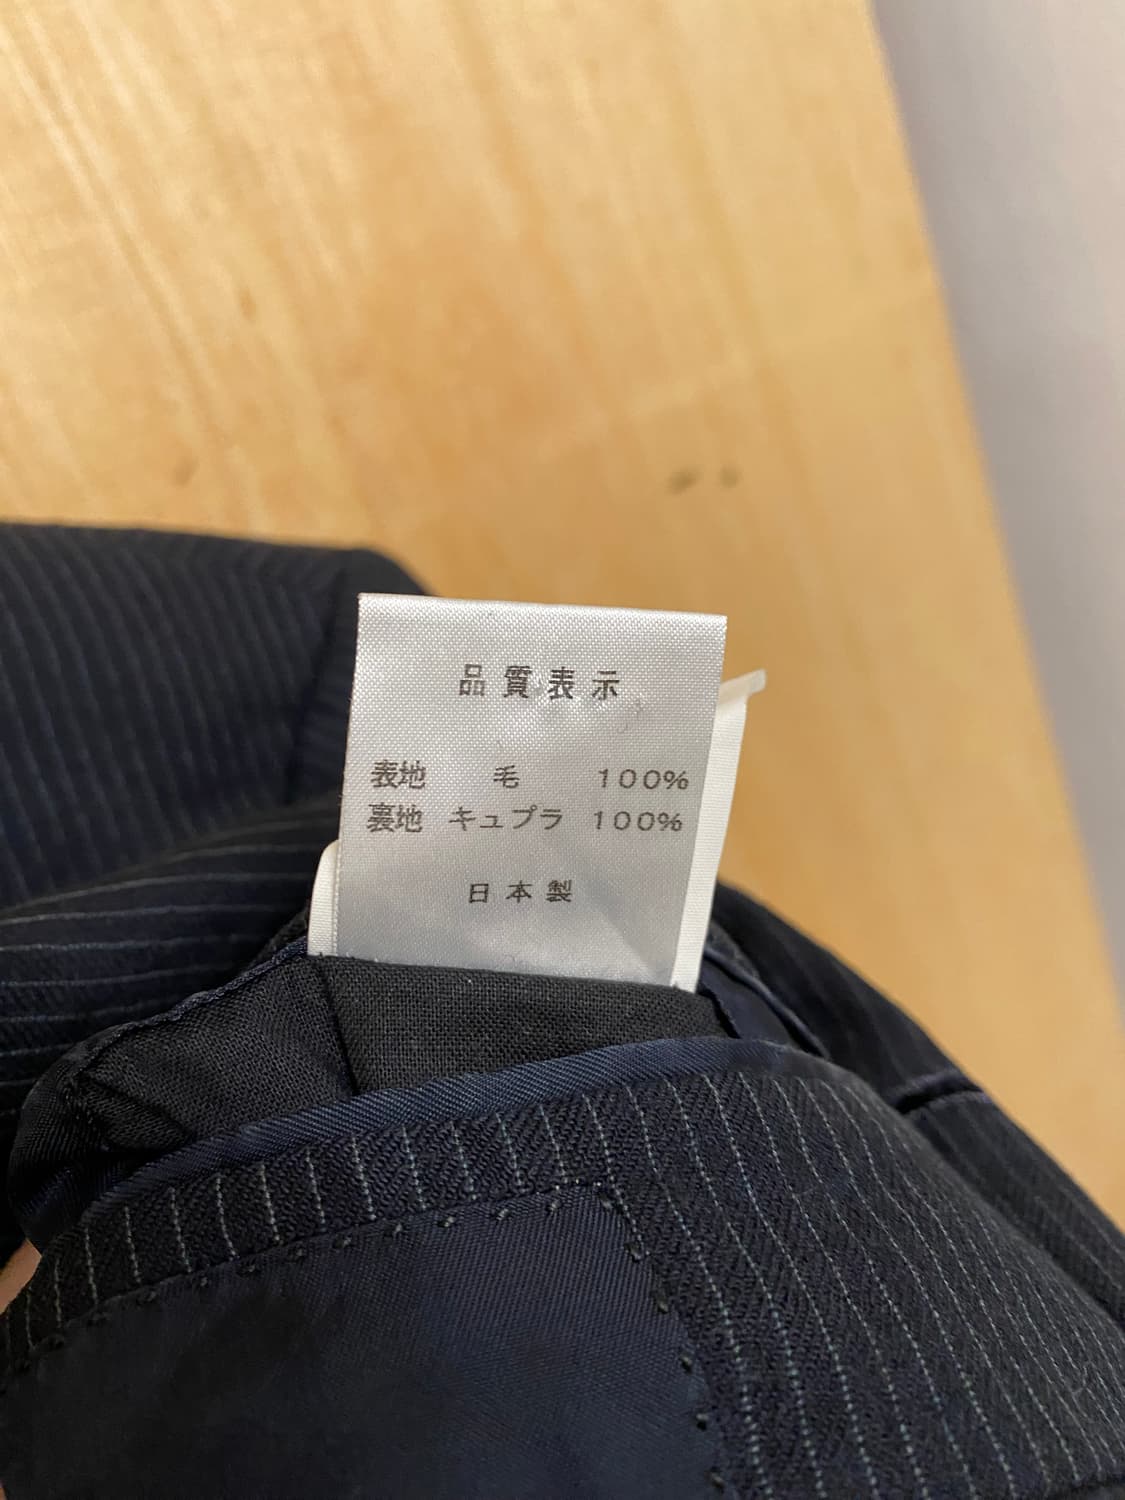 品質表示
表地 毛 100%
裏地 キュプラ 100%
日本製